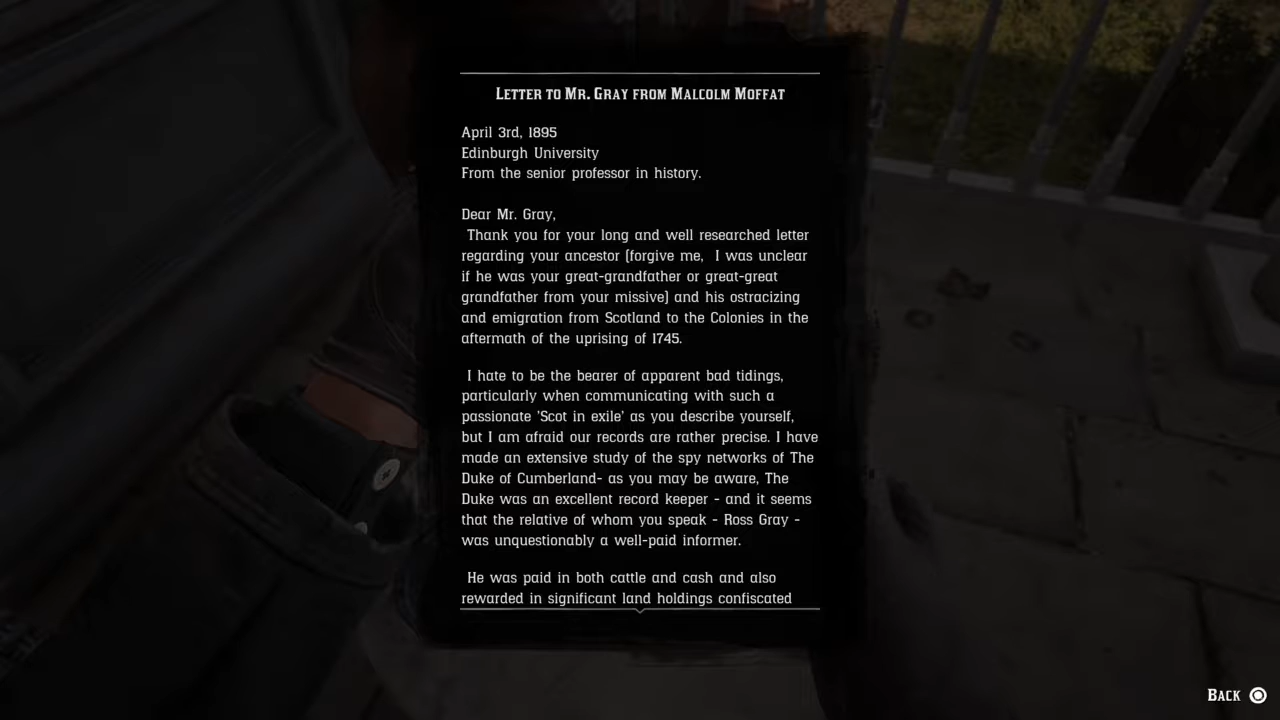 Letter to Mr. Gray from Malcolm Moffat
April 3rd, 1895
Edinburgh University
From the senior professor in history.
Dear Mr. Gray,
Thank you for your long and well researched letter
regarding your ancestor (forgive me, I was unclear
if he was your great-grandfather or great-great
grandfather from your missive) and his ostracizing
and emigration from Scotland to the Colonies in the
aftermath of the uprising of 1745.
I hate to be the bearer of apparent bad tidings,
particularly when communicating with such a
passionate 'Scot in exile' as you describe yourself,
but I am afraid our records are rather precise. I have
made an extensive study of the spy networks of The
Duke of Cumberland- as you may be aware, The
Duke was an excellent record keeper - and it seems
that the relative of whom you speak - Ross Gray -
was unquestionably a well-paid informer.
He was paid in both cattle and cash and also
rewarded in significant land holdings confiscated
Back